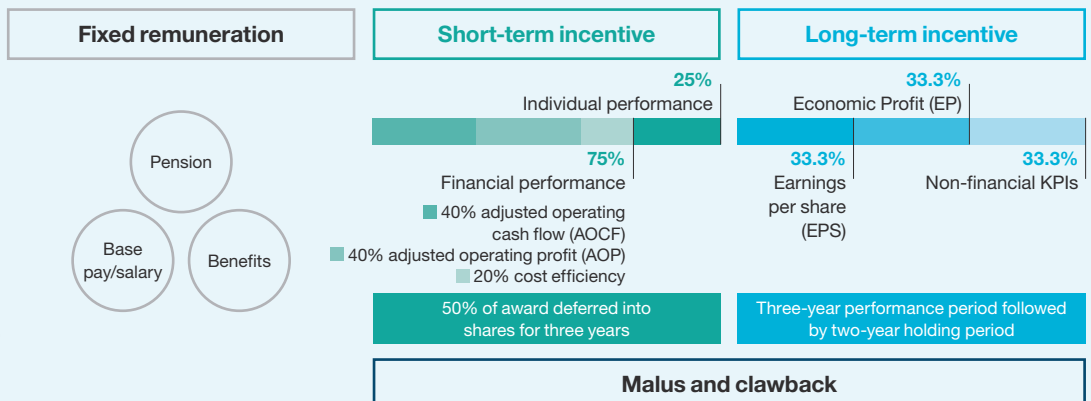 Fixed remuneration
Pension
Base
pay/salary
Benefits
Short-term incentive
25%
Individual performance
75%
Financial performance
40% adjusted operating
cash flow (AOCF)
40% adjusted operating profit (AOP)
20% cost efficiency
50% of award deferred into
shares for three years
Long-term incentive
33.3%
Economic Profit (EP)
33.3%
Earnings
per share
(EPS)
33.3%
Non-financial KPIs
Three-year performance period followed
by two-year holding period
Malus and clawback